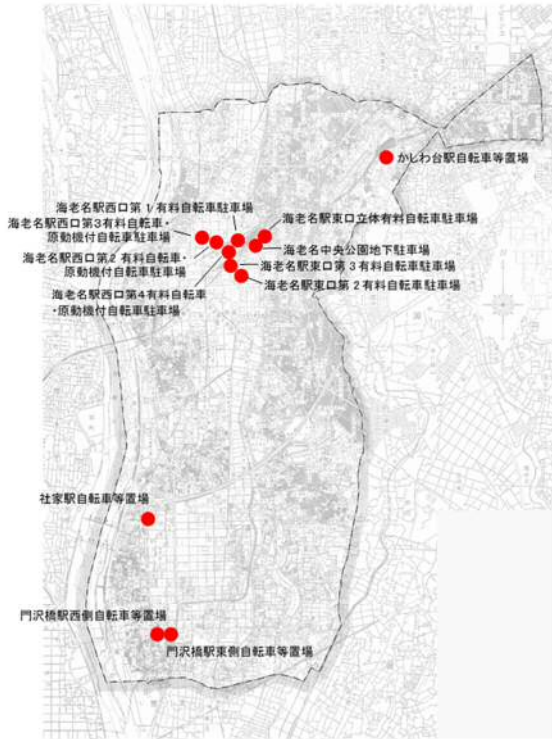 かしわ台駅自転車等置場
海老名駅西口第1有料自転車駐車場
海老名駅西口第3有料自転車・
原動機付自転車駐車場
海老名駅東口立体有料自転車駐車場
海老名中央公園地下駐車場
海老名駅西口第2有料自転車・
原動機付自転車駐車場
海老名駅東口第3有料自転車駐車場
海老名駅東口第2有料自転車駐車場
海老名駅西口第4有料自転車
・原動機付自転車駐車場
社家駅自転車等置場
門沢橋駅西側自転車等置場
門沢橋駅東側自転車等置場